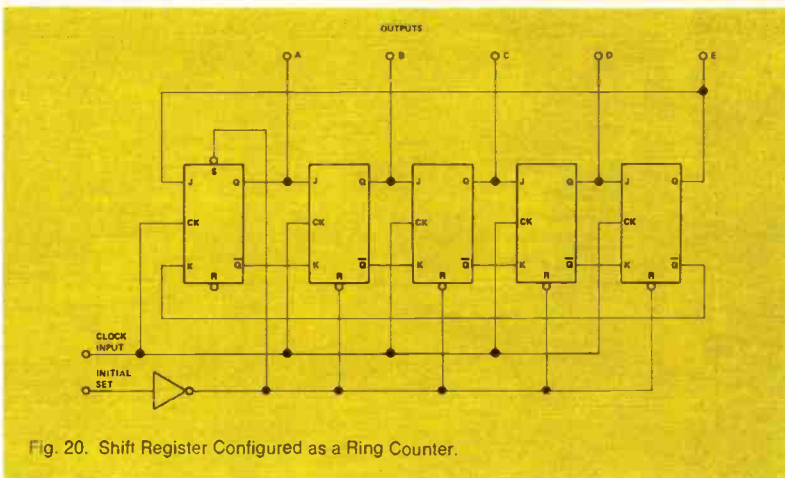 OUTPUTS
A B C D E
S
J Q J Q J Q J Q J Q
CK CK CK CK CK
K Q̅ K Q̅ K Q̅ K Q̅ K Q̅
R R R R R
CLOCK
INPUT
INITIAL
SET
Fig. 20. Shift Register Configured as a Ring Counter.